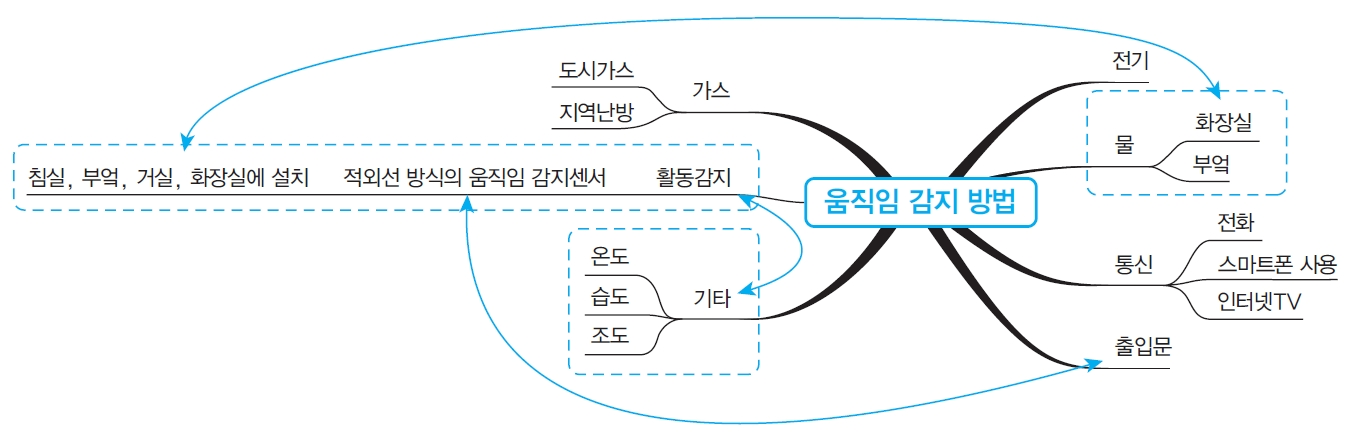 움직임 감지 방법
전기
물
화장실
부엌
통신
전화
스마트폰 사용
인터넷TV
출입문
가스
도시가스
지역난방
활동감지
적외선 방식의 움직임 감지센서
침실, 부엌, 거실, 화장실에 설치
기타
온도
습도
조도